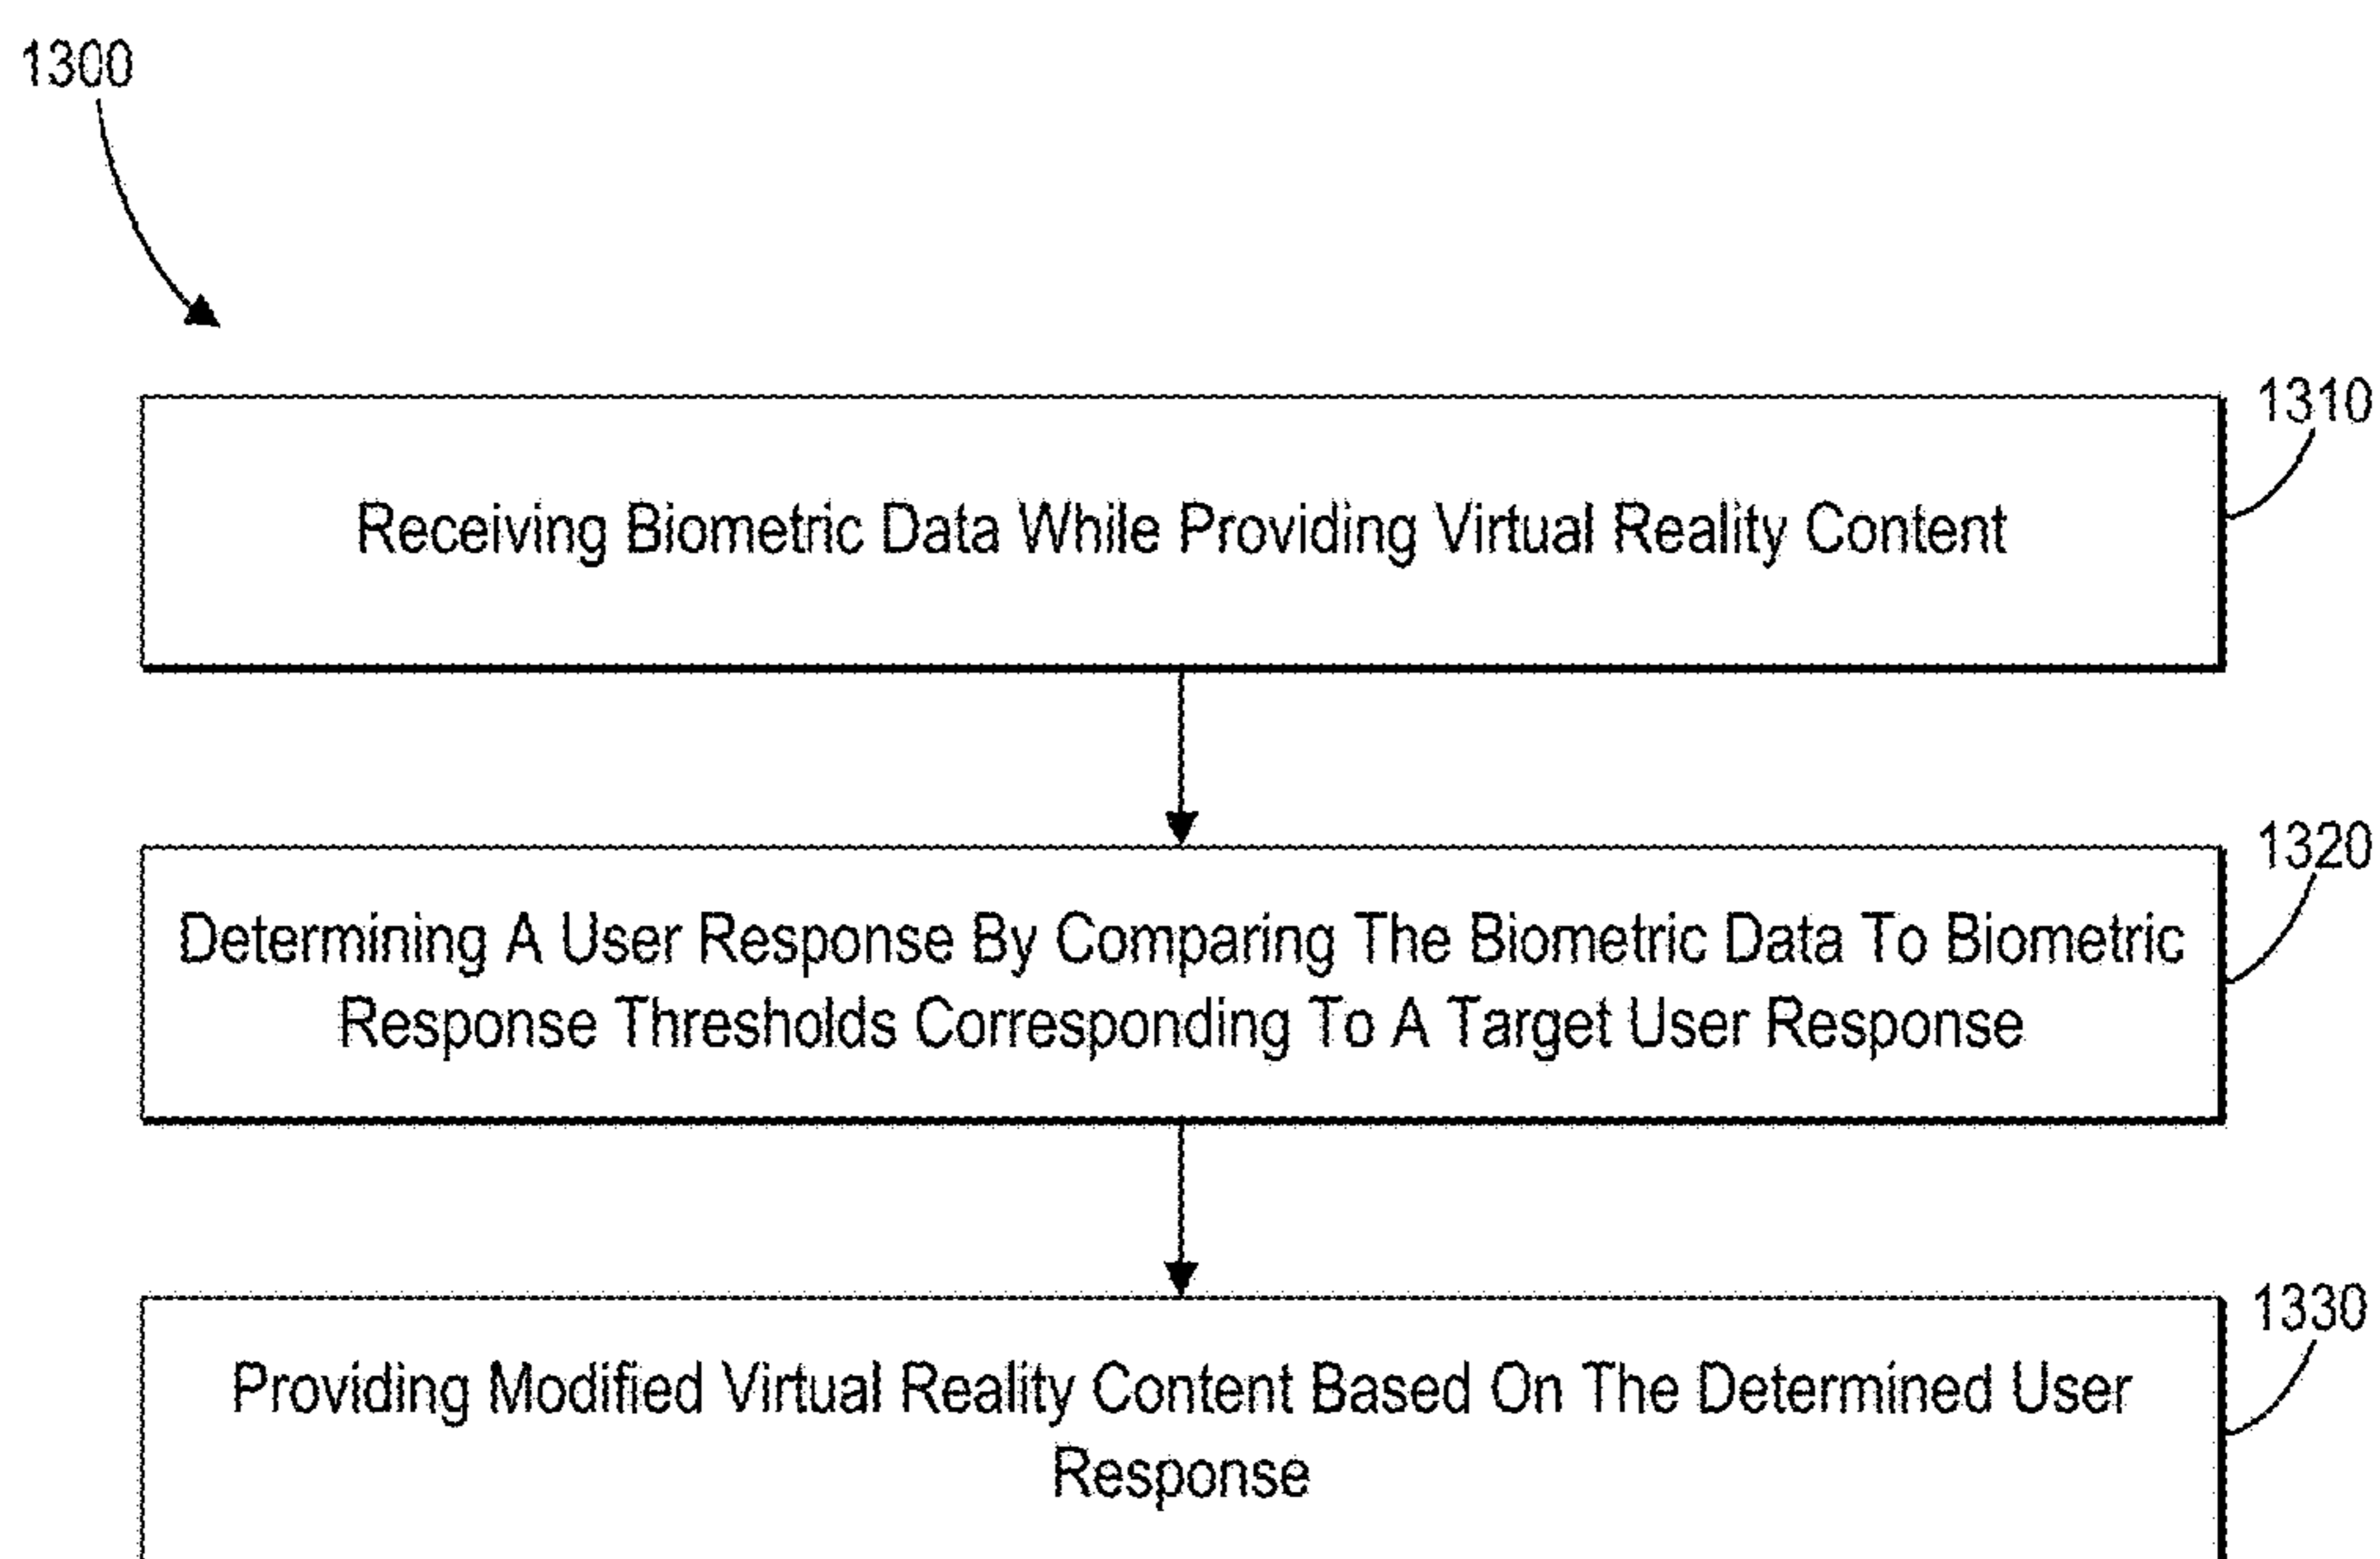 1300
1310
Receiving Biometric Data While Providing Virtual Reality Content
1320
Determining A User Response By Comparing The Biometric Data To Biometric
Response Thresholds Corresponding To A Target User Response
1330
Providing Modified Virtual Reality Content Based On The Determined User
Response